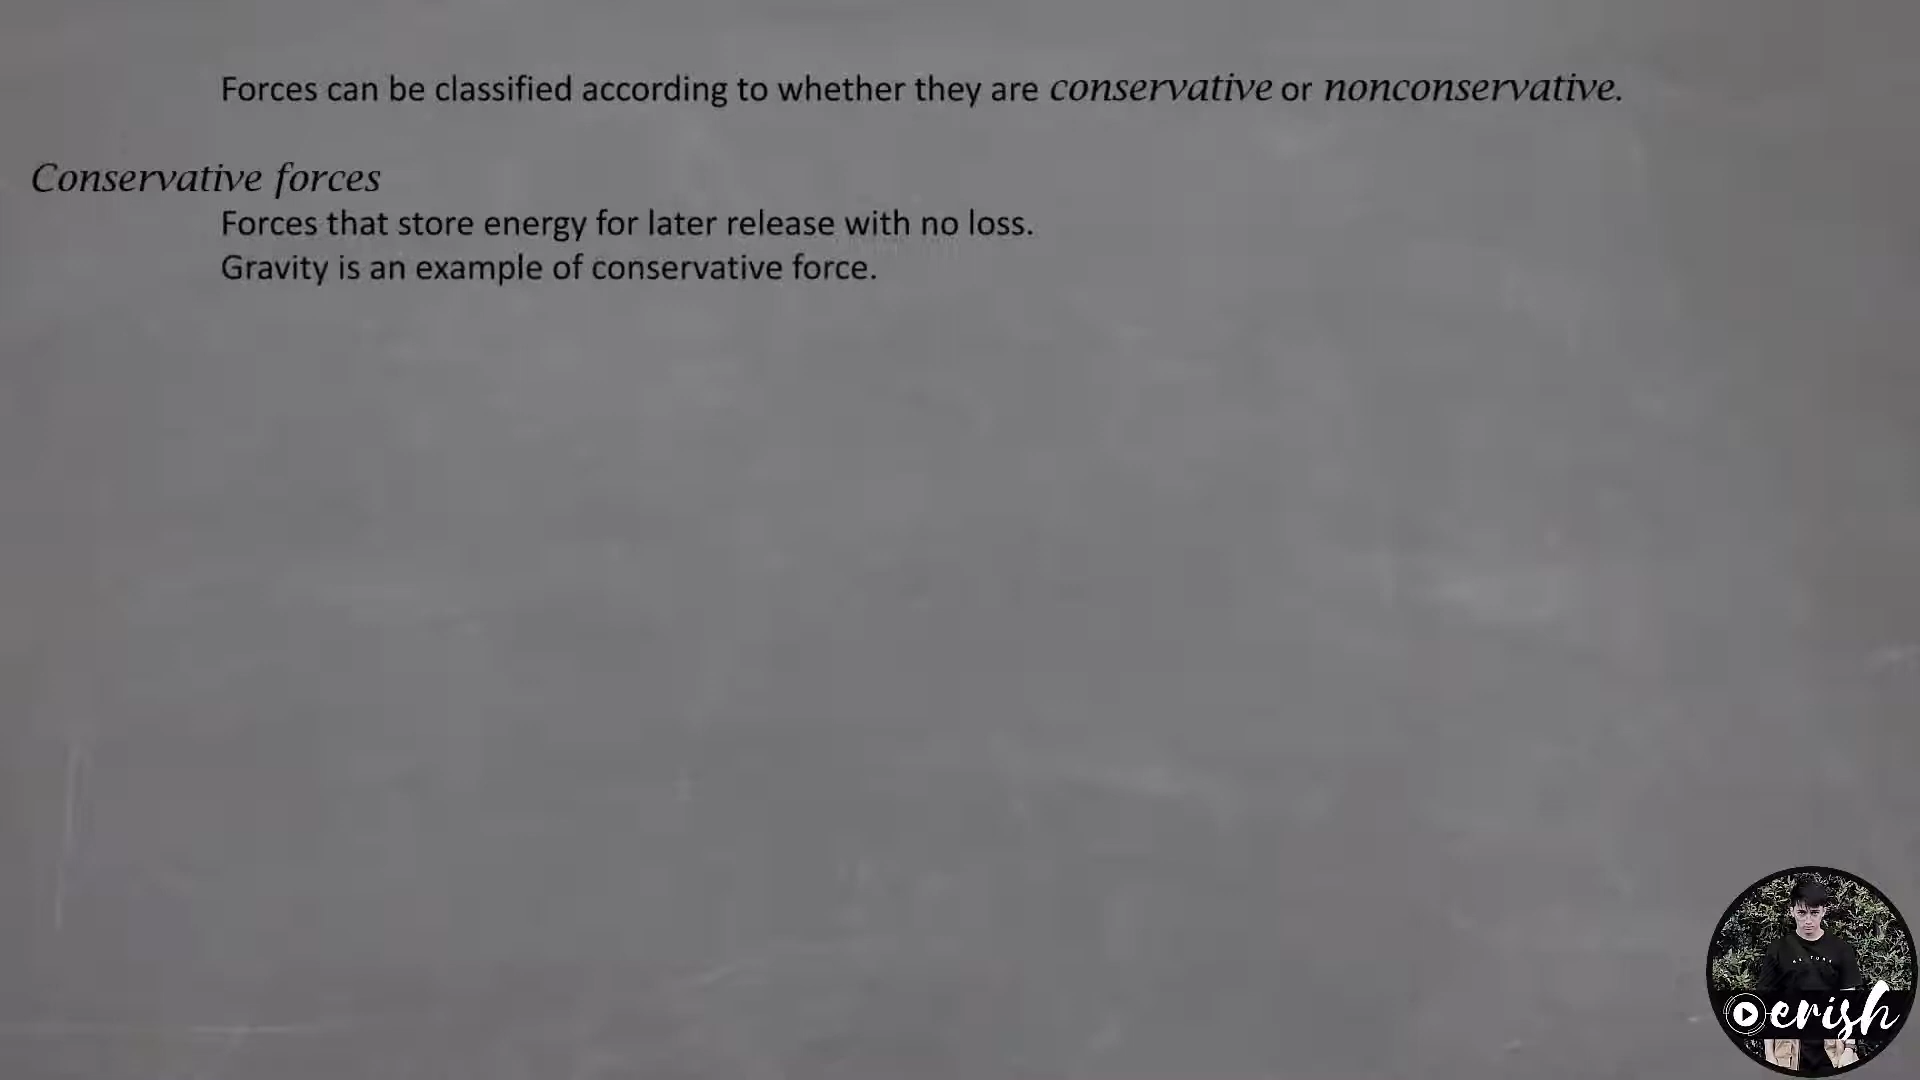 Forces can be classified according to whether they are conservative or nonconservative.
Conservative forces
Forces that store energy for later release with no loss.
Gravity is an example of conservative force.
erish